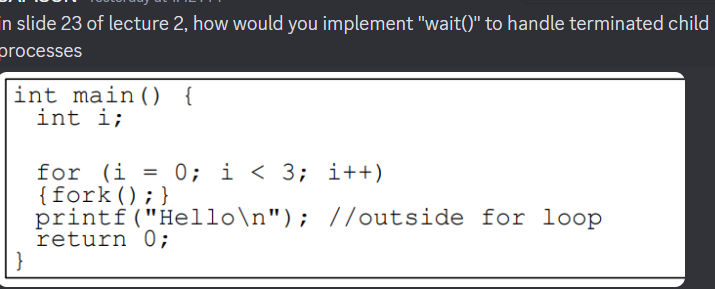 in slide 23 of lecture 2, how would you implement "wait()" to handle terminated child
processes
int main() {
int i;
for (i = 0; i < 3; i++)
{fork();}
printf("Hello\n"); //outside for loop
return 0;
}